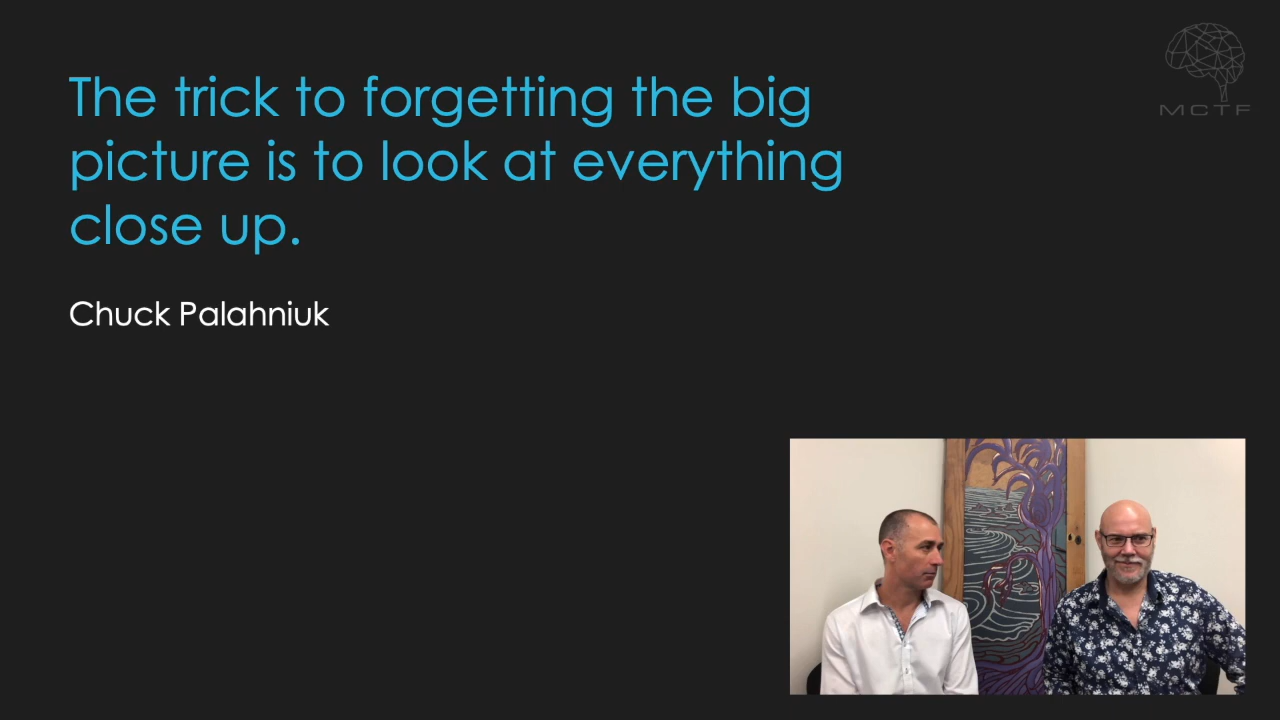 The trick to forgetting the big
picture is to look at everything
close up.
Chuck Palahniuk
MCTF